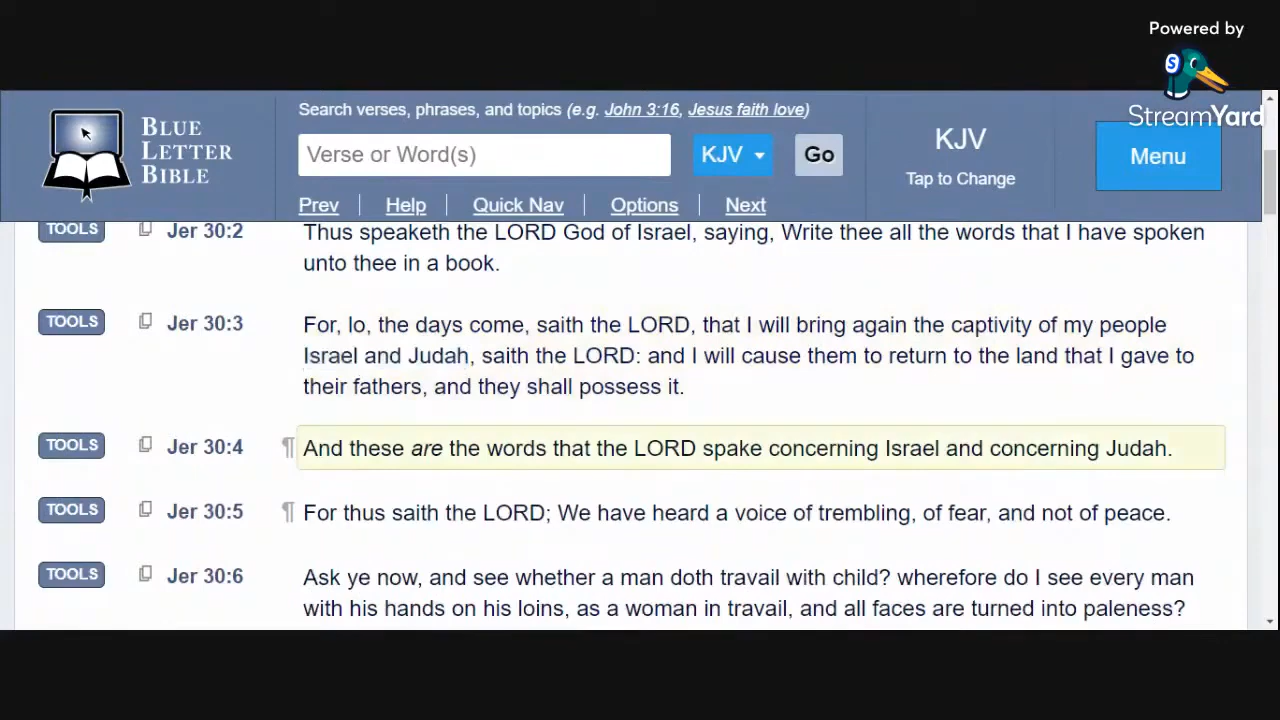 Powered by
StreamYard
BLUE
LETTER
BIBLE
Search verses, phrases, and topics (e.g. John 3:16, Jesus faith love)
Verse or Word(s)
KJV
Go
KJV
Tap to Change
Menu
Prev Help Quick Nav Options Next
TOOLS Jer 30:2 Thus speaketh the LORD God of Israel, saying, Write thee all the words that I have spoken
unto thee in a book.
TOOLS Jer 30:3 For, lo, the days come, saith the LORD, that I will bring again the captivity of my people
Israel and Judah, saith the LORD: and I will cause them to return to the land that I gave to
their fathers, and they shall possess it.
TOOLS Jer 30:4 ¶ And these are the words that the LORD spake concerning Israel and concerning Judah.
TOOLS Jer 30:5 ¶ For thus saith the LORD; We have heard a voice of trembling, of fear, and not of peace.
TOOLS Jer 30:6 Ask ye now, and see whether a man doth travail with child? wherefore do I see every man
with his hands on his loins, as a woman in travail, and all faces are turned into paleness?